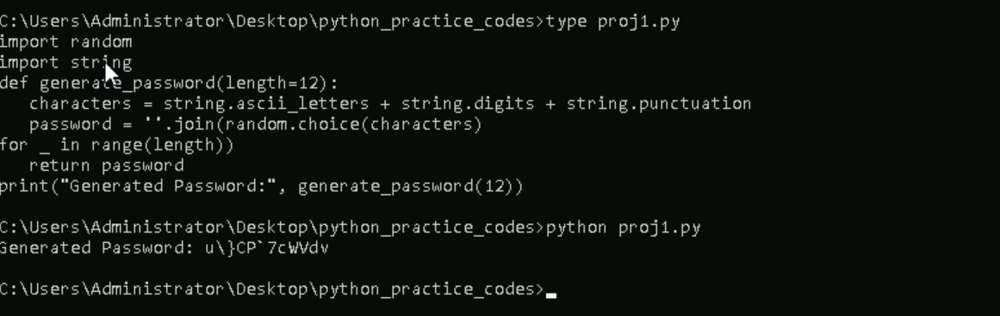 C:\Users\Administrator\Desktop\python_practice_codes>type proj1.py
import random
import string
def generate_password(length=12):
   characters = string.ascii_letters + string.digits + string.punctuation
   password = ''.join(random.choice(characters)
for _ in range(length))
   return password
print("Generated Password:", generate_password(12))

C:\Users\Administrator\Desktop\python_practice_codes>python proj1.py
Generated Password: u\}CP`7cWVdv

C:\Users\Administrator\Desktop\python_practice_codes>